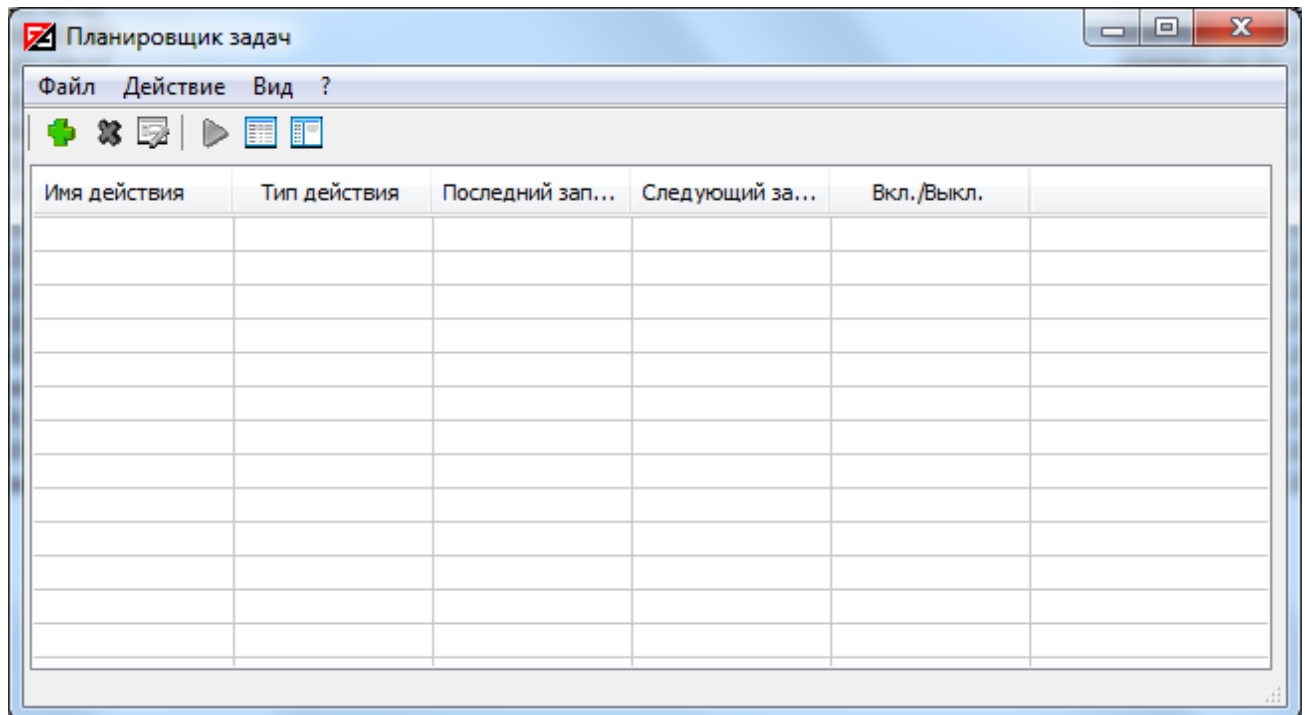 Планировщик задач
Файл Действие Вид ?
Имя действия Тип действия Последний зап... Следующий за... Вкл./Выкл.